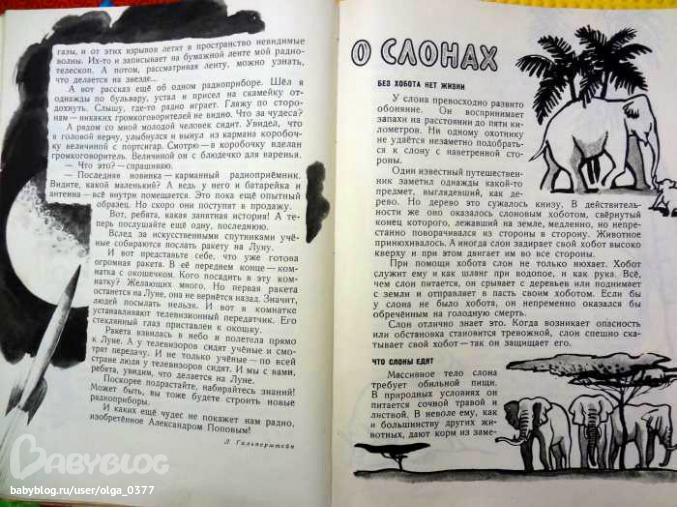 газы, и от этих взрывов летят в пространство невидимые
волны. Их-то и записывает на бумажной ленте мой радио-
телескоп. А потом, рассматривая ленту, можно узнать,
что делается на звезде...
А вот рассказ ещё об одном радиоприборе. Шёл я
однажды по бульвару, устал и присел на скамейку от-
дохнуть. Слышу, где-то радио играет. Гляжу по сторо-
нам — никаких громкоговорителей не видно. Что за чудеса?
А рядом со мной молодой человек сидит. Увидел, что
я головой верчу, улыбнулся и вынул из кармана коробоч-
ку величиной с портсигар. Смотрю — в коробочку вделан
громкоговоритель. Величиной он с блюдечко для варенья.
— Что это? — спрашиваю.
— Последняя новинка — карманный радиоприёмник.
Видите, какой маленький? А ведь у него и батарейка и
антенна — всё внутри помещается. Это пока ещё опытный
образец. Но скоро они поступят в продажу.
Вот, ребята, какая занятная история! А те-
перь послушайте ещё одну, последнюю.
Вслед за искусственными спутниками учё-
ные собираются послать ракету на Луну.
И вот представьте себе, что уже готова
огромная ракета. В её переднем конце — ком-
натка с окошечком. Кого посадить в эту ком-
натку? Желающих много. Но первая ракета
останется на Луне, она не вернётся назад. Значит,
людей посылать нельзя. И вот в комнатке
устанавливают телевизионный передатчик. Его
стеклянный глаз приставлен к окошку.
Ракета взвилась в небо и полетела прямо
к Луне. А у телевизоров сидят учёные и смо-
трят передачу. И не только учёные — по всей
стране люди у телевизоров сидят. И мы с вами,
ребята, увидим, что делается на Луне.
Поскорее подрастайте, набирайтесь знаний!
Может быть, вы тоже будете строить новые
радиоприборы.
И каких ещё чудес не покажет нам радио,
изобретённое Александром Поповым!
Л. Гальперштейн
О СЛОНАХ
БЕЗ ХОБОТА НЕТ ЖИЗНИ
У слона превосходно развито
обоняние. Он воспринимает
запахи на расстоянии до пяти ки-
лометров. Ни одному охотнику
не удаётся незаметно подобрать-
ся к слону с наветренной сто-
роны.
Один известный путешествен-
ник заметил однажды какой-то
предмет, выглядевший, как де-
рево. Но дерево это сужалось книзу. В действитель-
ности же оно оказалось слоновым хоботом, свёрнутый
конец которого, лежавший на земле, медленно, но непре-
станно поворачивался из стороны в сторону. Животное
принюхивалось. А иногда слон задирает свой хобот высоко
кверху и при этом двигает им во все стороны.
При помощи хобота слон не только нюхает. Хобот
служит ему и как шланг при водопое, и как рука. Всё,
чем слон питается, он срывает с деревьев или поднимает
с земли и отправляет в пасть своим хоботом. Если бы
у слона не было хобота, он непременно оказался бы
обречённым на голодную смерть.
Слон отлично знает это. Когда возникает опасность
или обстановка становится тревожной, слон спешно ска-
тывает свой хобот — так он защищает его.
ЧТО СЛОНЫ ЕДЯТ
Массивное тело слона
требует обильной пищи.
В природных условиях он
питается сочной травой и
листвой. В неволе ему, как
и большинству других жи-
вотных, дают корм из заме-
BABYBLOG
babyblog.ru/user/olga_0377